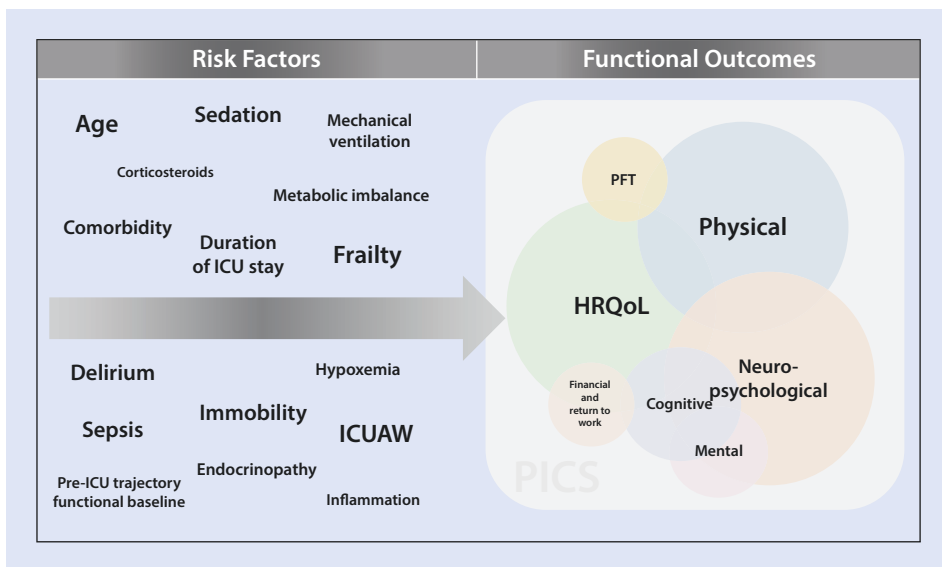 Risk Factors
Functional Outcomes
Age
Sedation
Mechanical
ventilation
Corticosteroids
Metabolic imbalance
Comorbidity
Duration
of ICU stay
Frailty
Delirium
Hypoxemia
Immobility
Sepsis
ICUAW
Pre-ICU trajectory
functional baseline
Endocrinopathy
Inflammation
PFT
Physical
HRQoL
Neuro-
psychological
Financial
and
return to
work
Cognitive
Mental
PICS